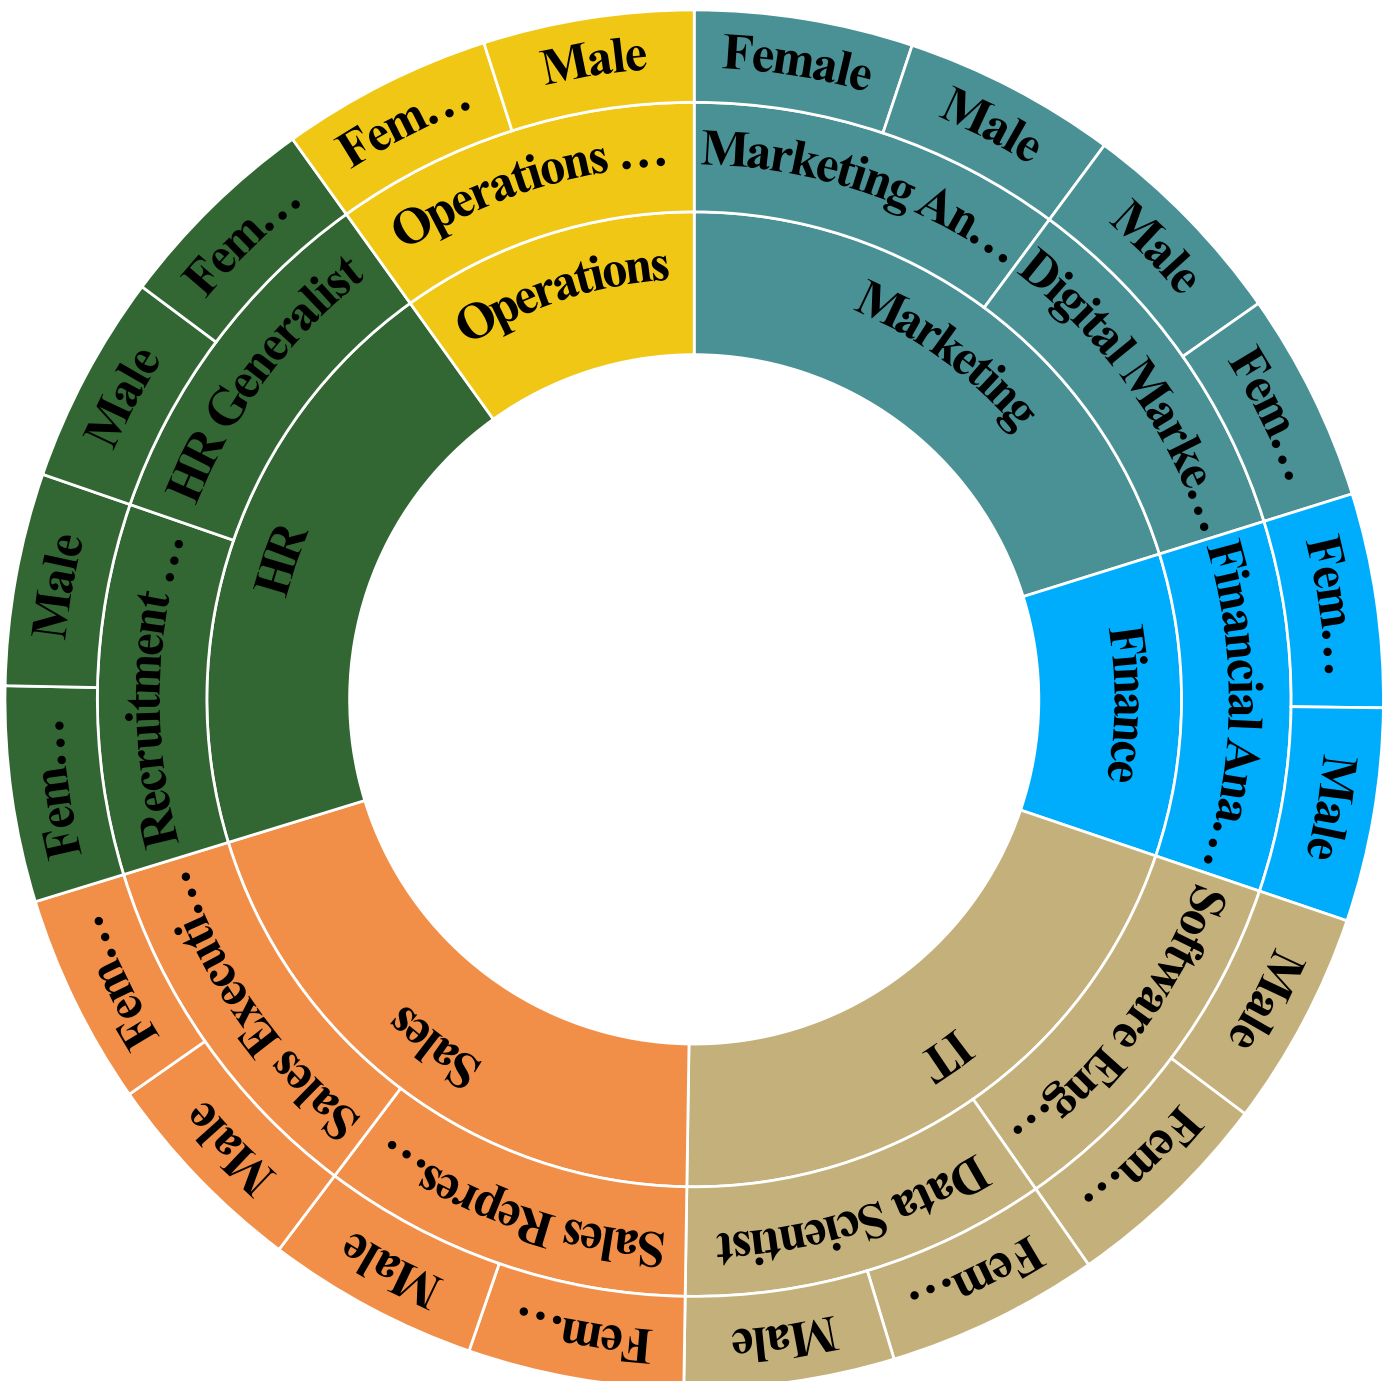 Female
Male
Male
Fem…
Marketing An…
Digital Marke…
Marketing
Fem…
Male
Financial Ana…
Finance
Male
Fem…
Software Eng…
IT
Fem…
Male
Data Scientist
Fem…
Male
Sales Repres…
Sales
Male
Fem…
Sales Executi…
Fem…
Male
Recruitment …
HR
Male
Fem…
HR Generalist
Fem…
Male
Operations …
Operations